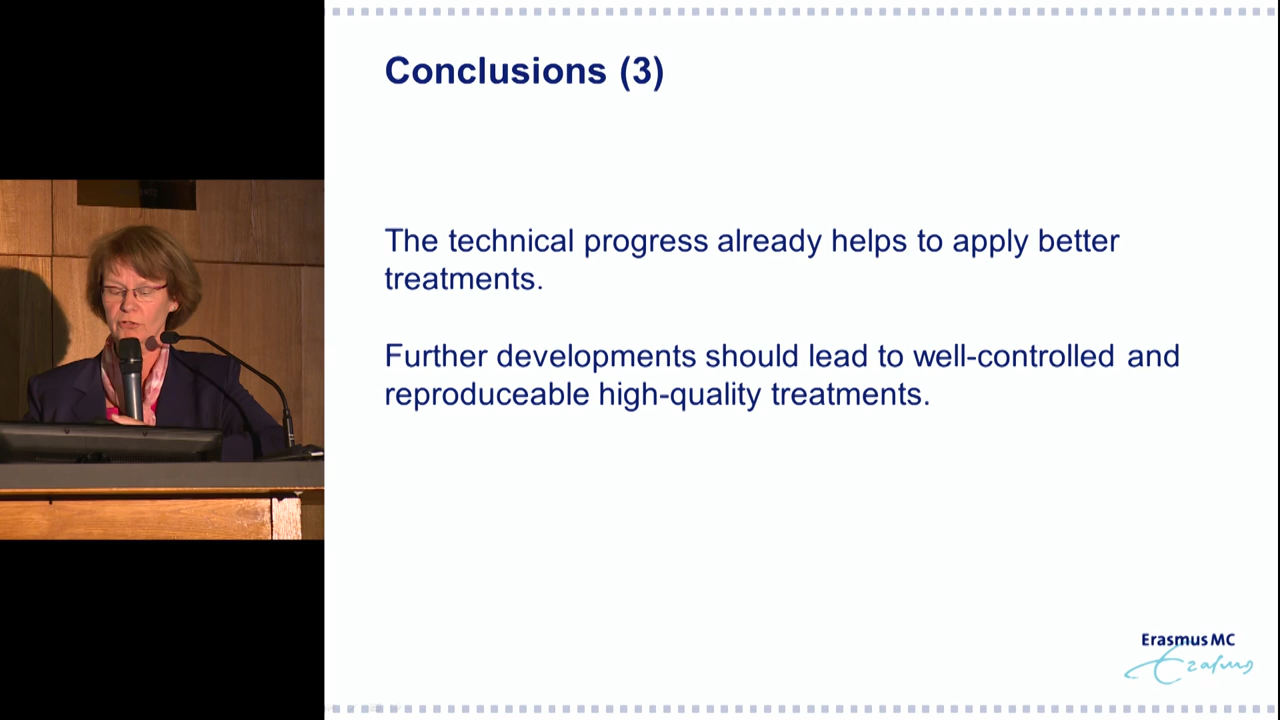 Conclusions (3)
The technical progress already helps to apply better
treatments.
Further developments should lead to well-controlled and
reproduceable high-quality treatments.
Erasmus MC
Erasmus